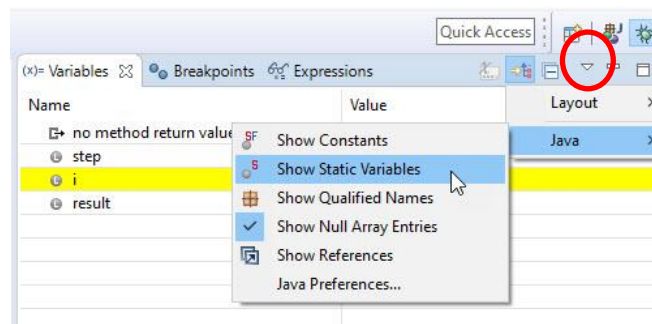 Quick Access
(x)= Variables Breakpoints Expressions
Name Value Layout
no method return value Java
SF Show Constants
step
S Show Static Variables
i
Show Qualified Names
result
Show Null Array Entries
Show References
Java Preferences...